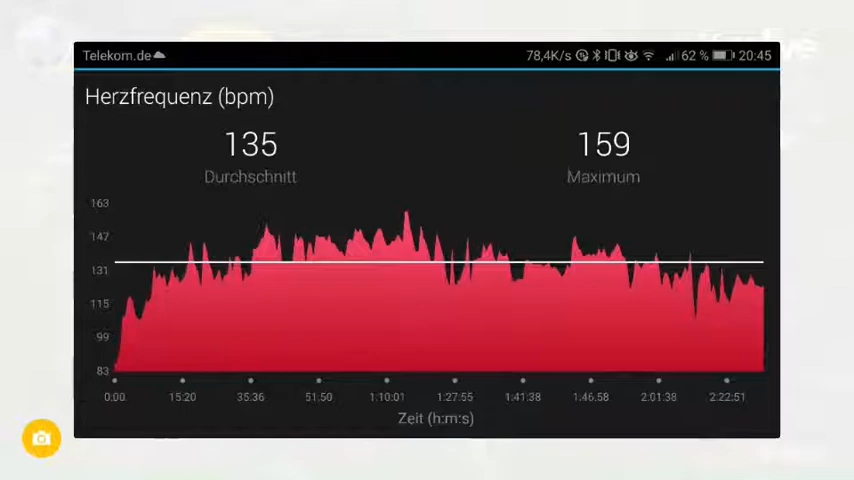 Telekom.de 78,4K/s 62 % 20:45
Herzfrequenz (bpm)
135 159
Durchschnitt Maximum
163
147
131
115
99
83
0:00 15:20 35:36 51:50 1:10:01 1:27:55 1:41:38 1:46:58 2:01:38 2:22:51
Zeit (h:m:s)